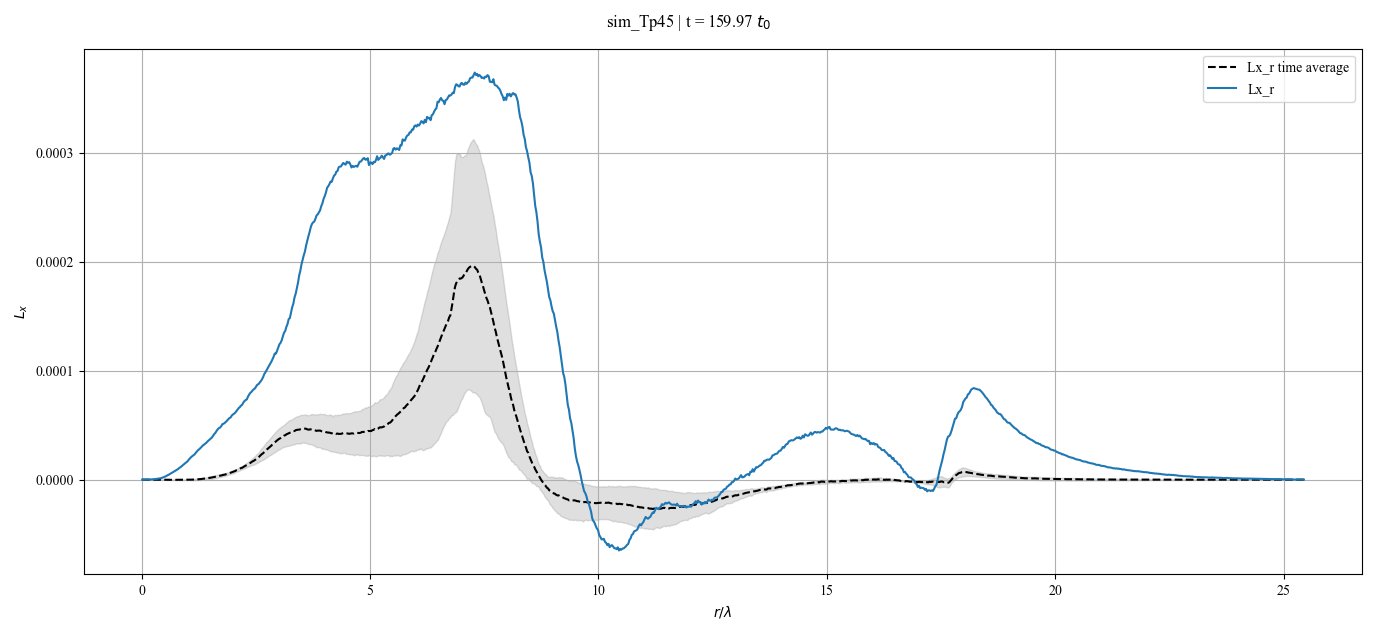 sim_Tp45 | t = 159.97 t₀
Lx_r time average
Lx_r
0.0003
0.0002
0.0001
0.0000
Lₓ
0
5
10
15
20
25
r/λ